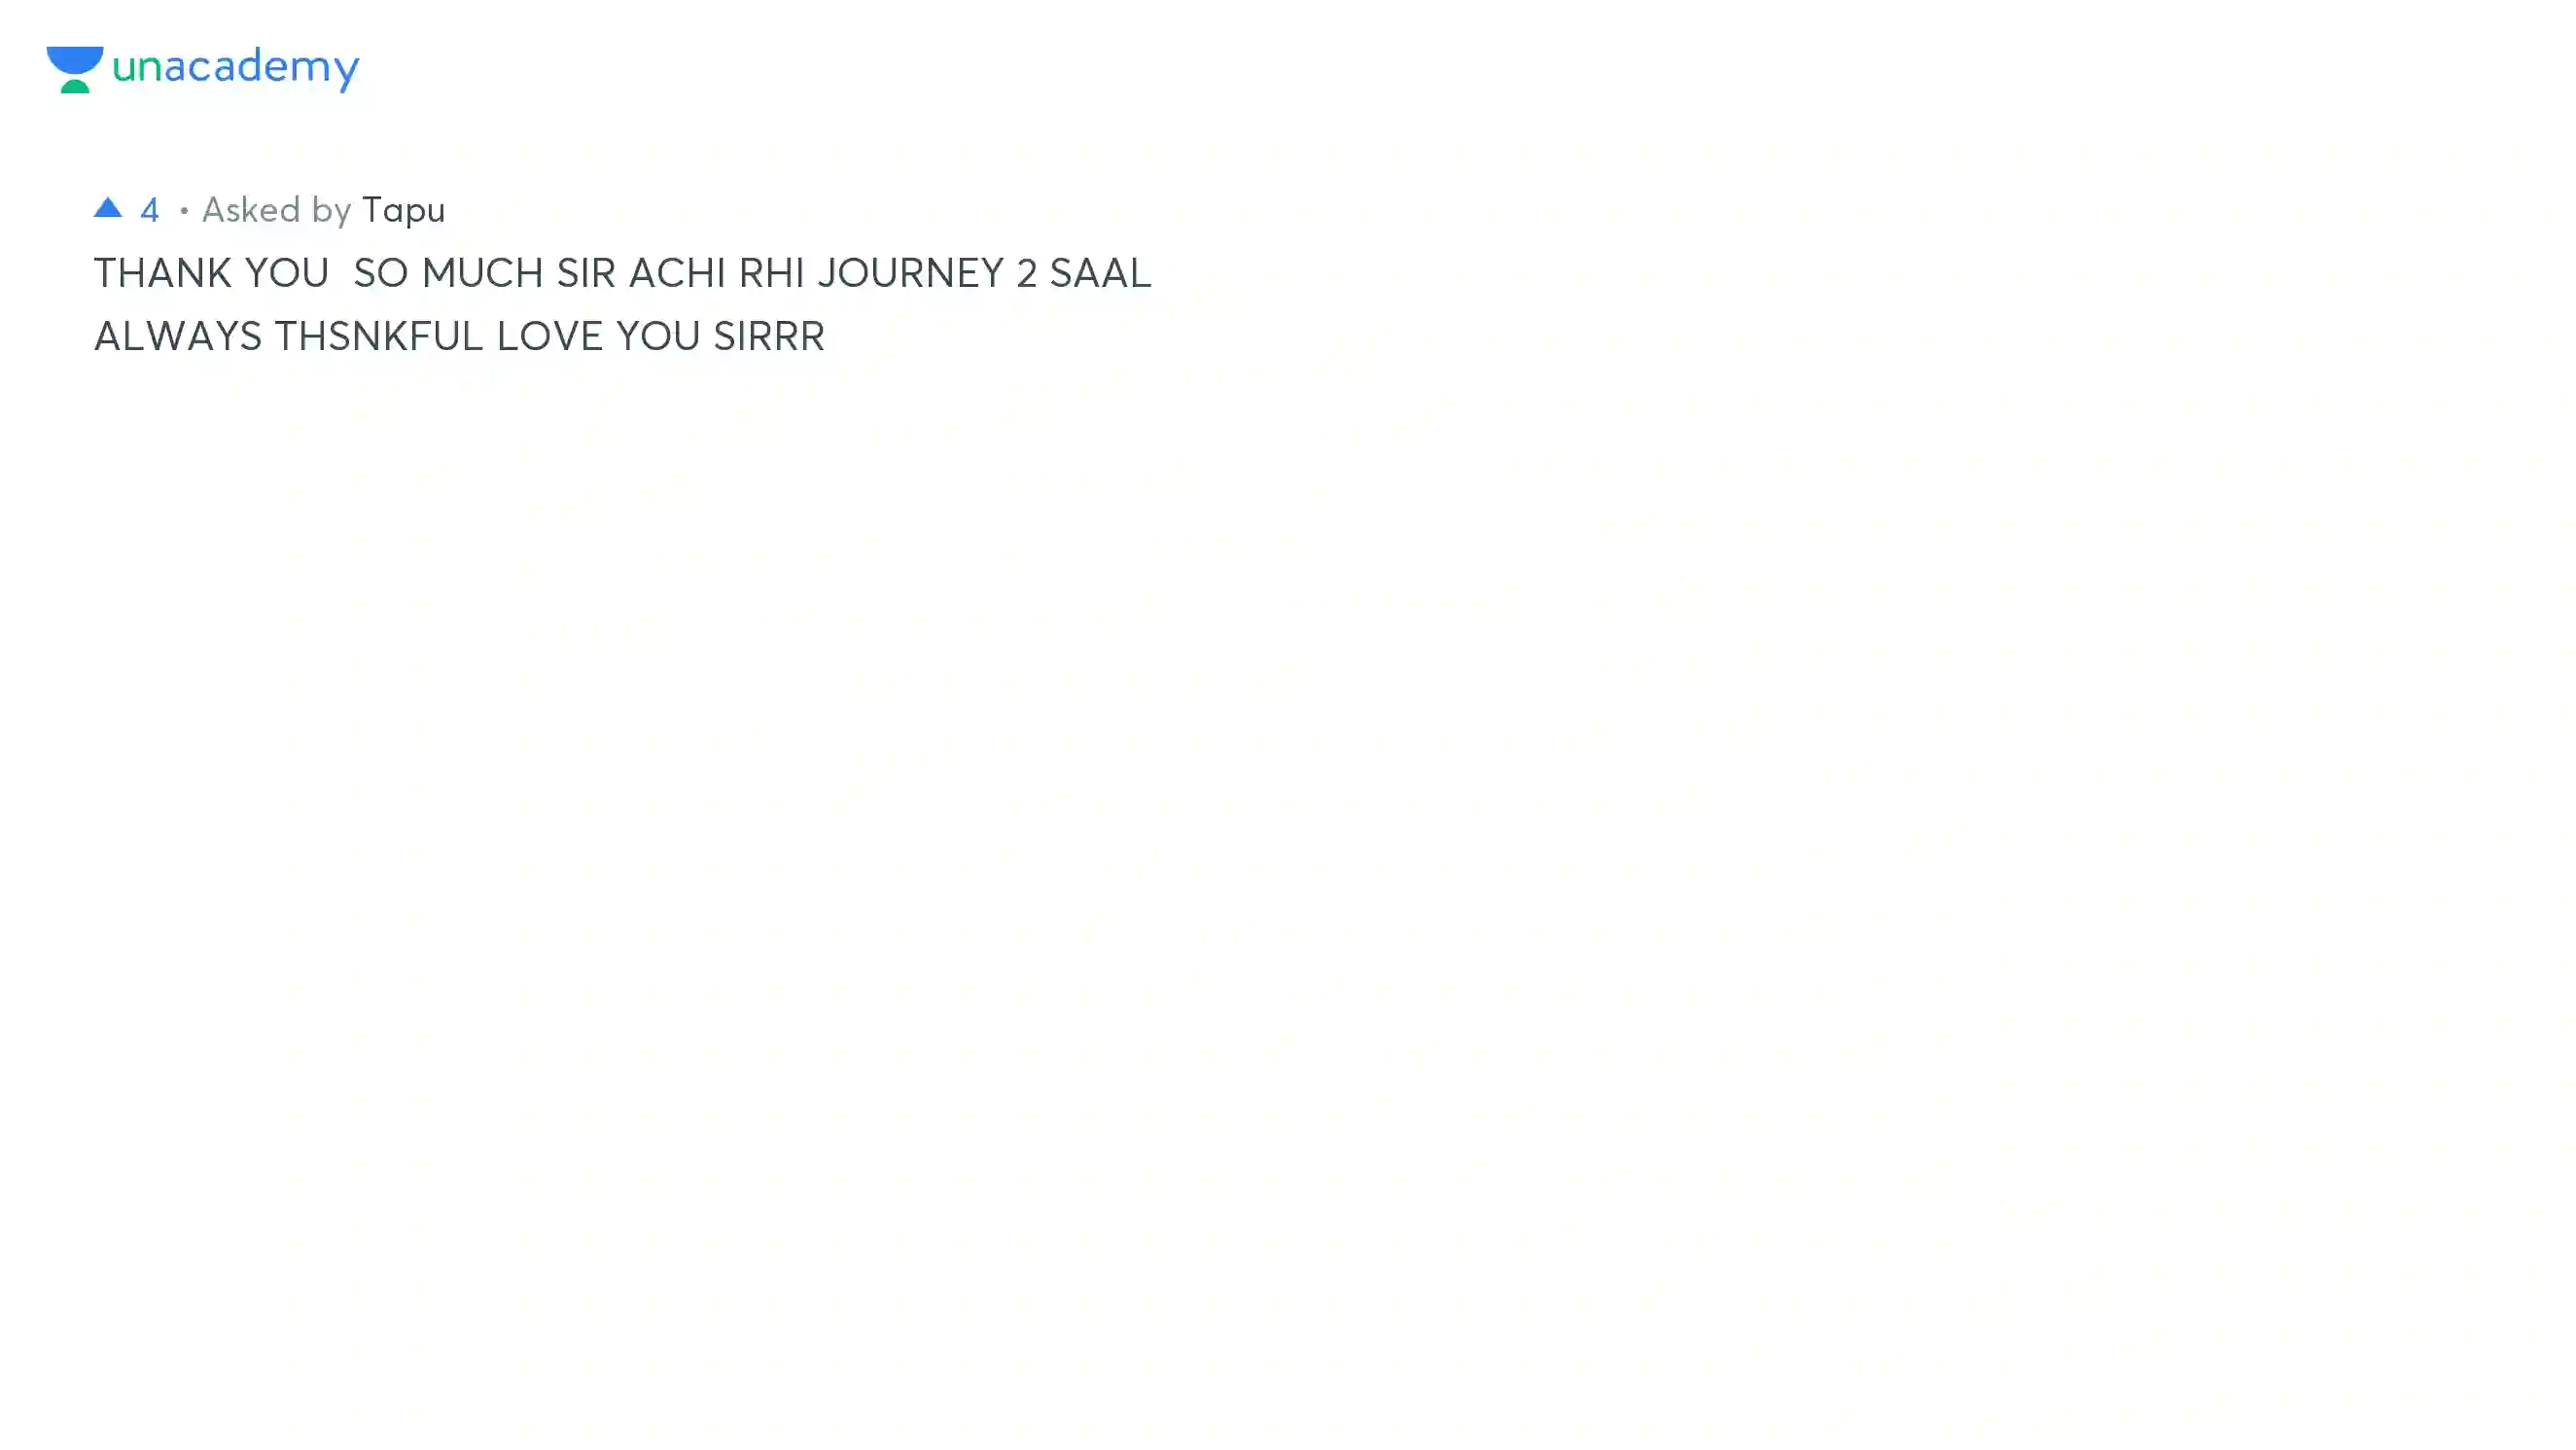 unacademy
▲ 4 • Asked by Tapu
THANK YOU  SO MUCH SIR ACHI RHI JOURNEY 2 SAAL
ALWAYS THSNKFUL LOVE YOU SIRRR